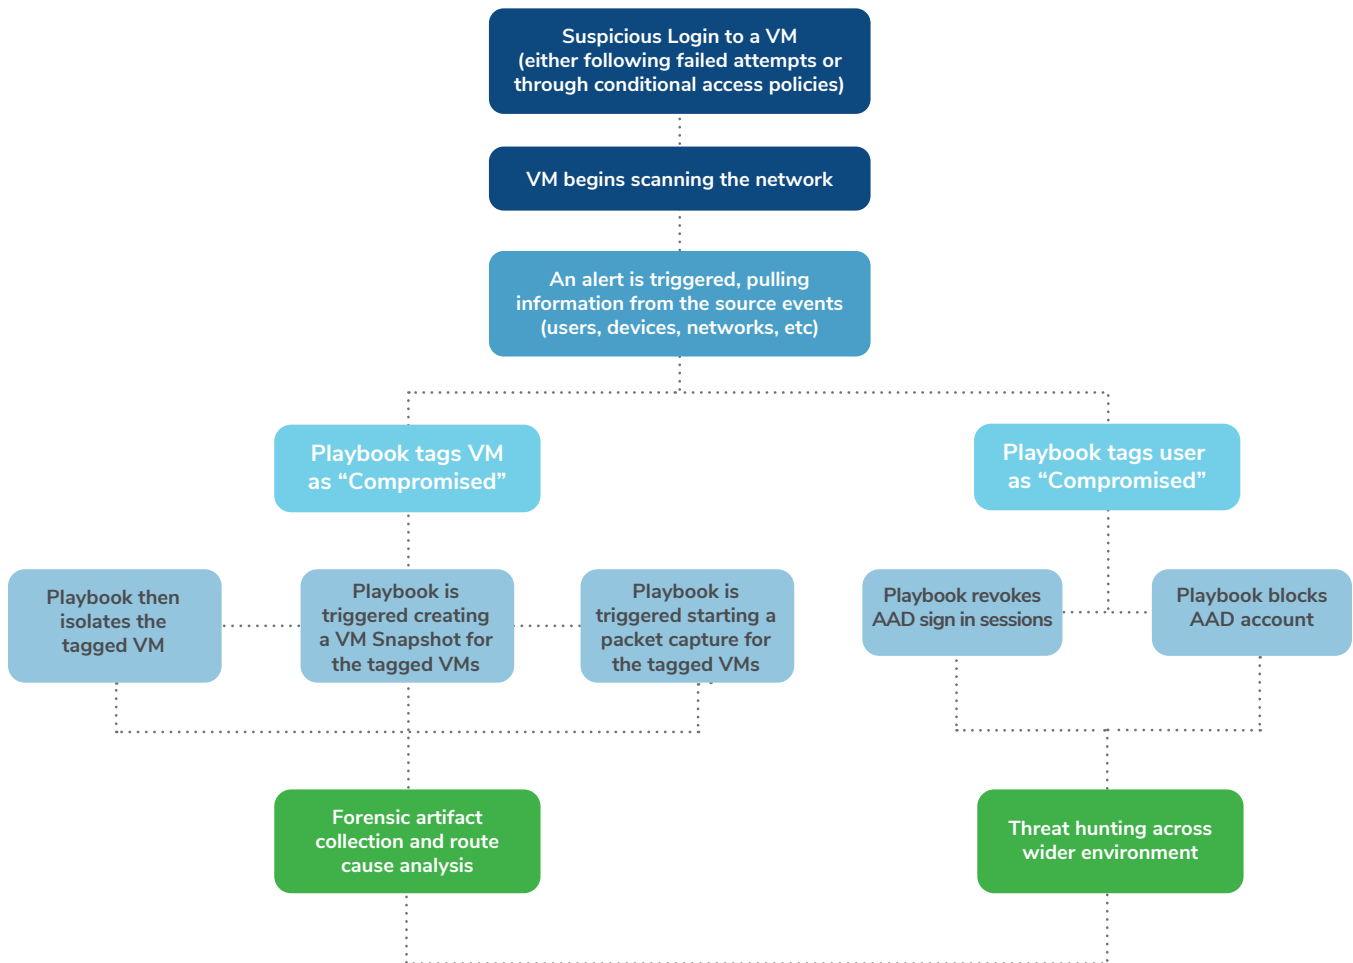 Suspicious Login to a VM
(either following failed attempts or
through conditional access policies)
VM begins scanning the network
An alert is triggered, pulling
information from the source events
(users, devices, networks, etc)
Playbook tags VM
as “Compromised”
Playbook tags user
as “Compromised”
Playbook then
isolates the
tagged VM
Playbook is
triggered creating
a VM Snapshot for
the tagged VMs
Playbook is
triggered starting a
packet capture for
the tagged VMs
Playbook revokes
AAD sign in sessions
Playbook blocks
AAD account
Forensic artifact
collection and route
cause analysis
Threat hunting across
wider environment